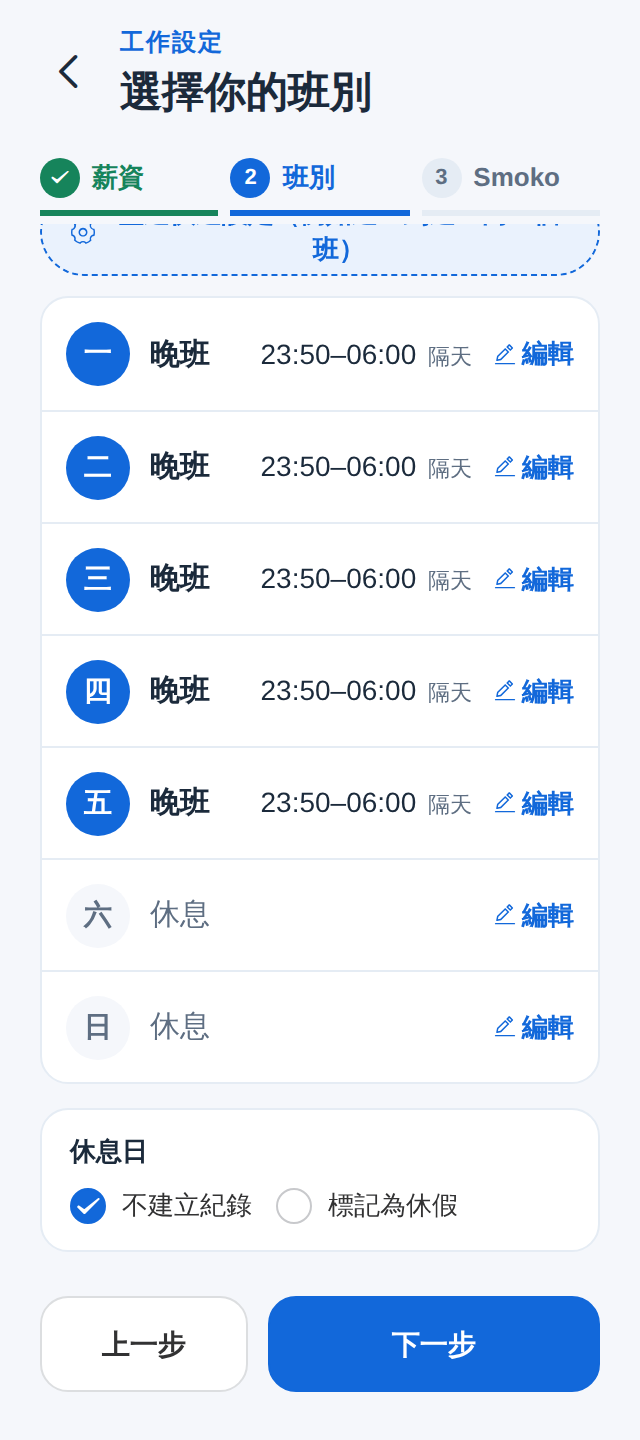 工作設定
選擇你的班別
薪資
2 班別
3 Smoko
班）
一 晚班 23:50–06:00 隔天 編輯
二 晚班 23:50–06:00 隔天 編輯
三 晚班 23:50–06:00 隔天 編輯
四 晚班 23:50–06:00 隔天 編輯
五 晚班 23:50–06:00 隔天 編輯
六 休息 編輯
日 休息 編輯
休息日
不建立紀錄 標記為休假
上一步 下一步